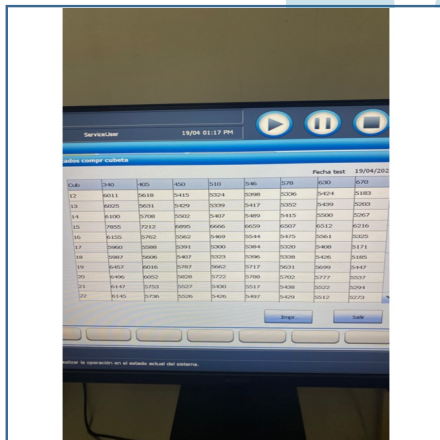 ServiceUser 19/04 01:17 PM
ados compr cubeta
Fecha test 19/04/202
Cub 340 405 450 510 546 578 630 670
12 6011 5618 5415 5324 5398 5336 5424 5183
13 6025 5631 5429 5339 5417 5352 5439 5203
14 6100 5708 5502 5407 5489 5415 5500 5267
15 7855 7212 6895 6666 6659 6507 6512 6216
16 6155 5762 5562 5469 5544 5475 5561 5325
17 5960 5588 5391 5300 5384 5320 5408 5171
18 5987 5606 5407 5323 5396 5338 5426 5185
19 6457 6016 5787 5662 5717 5631 5699 5447
20 6496 6052 5828 5722 5788 5702 5777 5537
21 6147 5753 5527 5430 5517 5438 5522 5294
22 6145 5736 5526 5426 5497 5429 5512 5273
Impr... Salir
ealizar la operación en el estado actual del sistema.